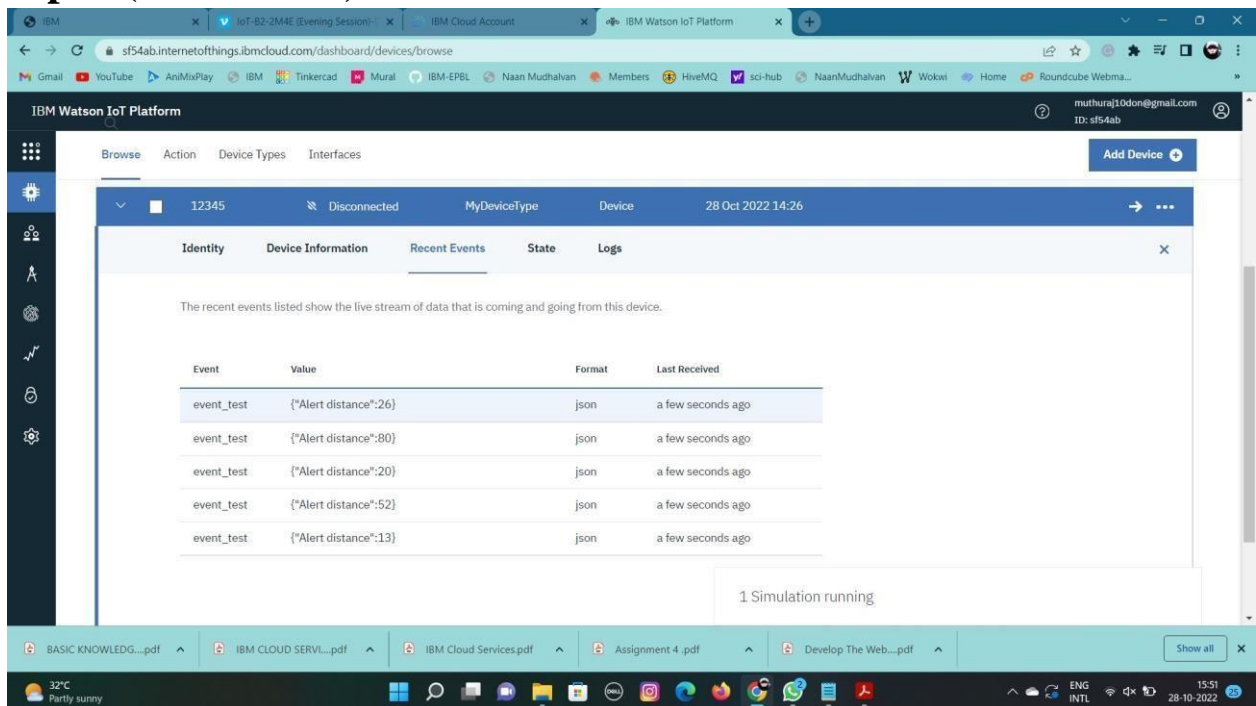 IBM
IoT-B2-2M4E (Evening Session)-
IBM Cloud Account
IBM Watson IoT Platform
sf54ab.internetofthings.ibmcloud.com/dashboard/devices/browse
Gmail YouTube AniMixPlay IBM Tinkercad Mural IBM-EPBL Naan Mudhalvan Members HiveMQ sci-hub NaanMudhalvan Wokwi Home Roundcube Webma...
IBM Watson IoT Platform
muthuraj10don@gmail.com
ID: sf54ab
Browse Action Device Types Interfaces
Add Device
12345 Disconnected MyDeviceType Device 28 Oct 2022 14:26
Identity Device Information Recent Events State Logs
The recent events listed show the live stream of data that is coming and going from this device.
Event Value Format Last Received
event_test {"Alert distance":26} json a few seconds ago
event_test {"Alert distance":80} json a few seconds ago
event_test {"Alert distance":20} json a few seconds ago
event_test {"Alert distance":52} json a few seconds ago
event_test {"Alert distance":13} json a few seconds ago
1 Simulation running
BASIC KNOWLEDG....pdf IBM CLOUD SERVI....pdf IBM Cloud Services.pdf Assignment 4 .pdf Develop The Web....pdf Show all
32°C
Partly sunny
ENG
INTL
15:51
28-10-2022
25